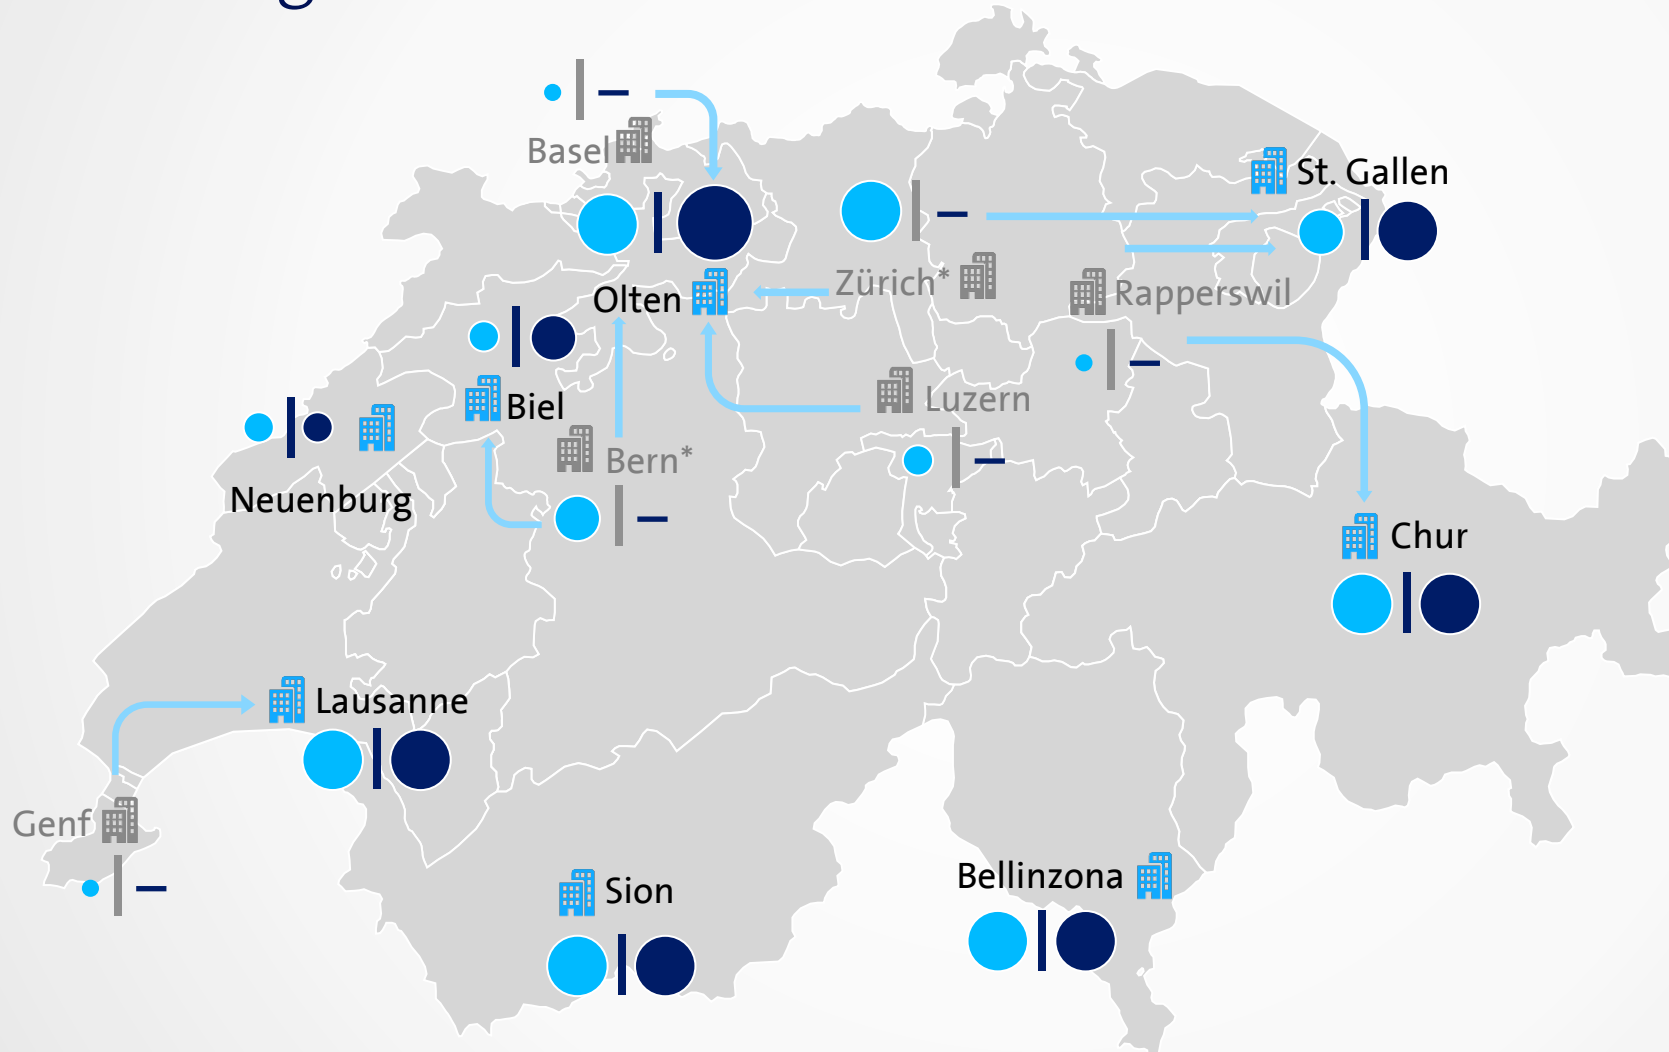 Basel
St. Gallen
Zürich*
Rapperswil
Olten
Luzern
Biel
Bern*
Neuenburg
Chur
Lausanne
Genf
Sion
Bellinzona